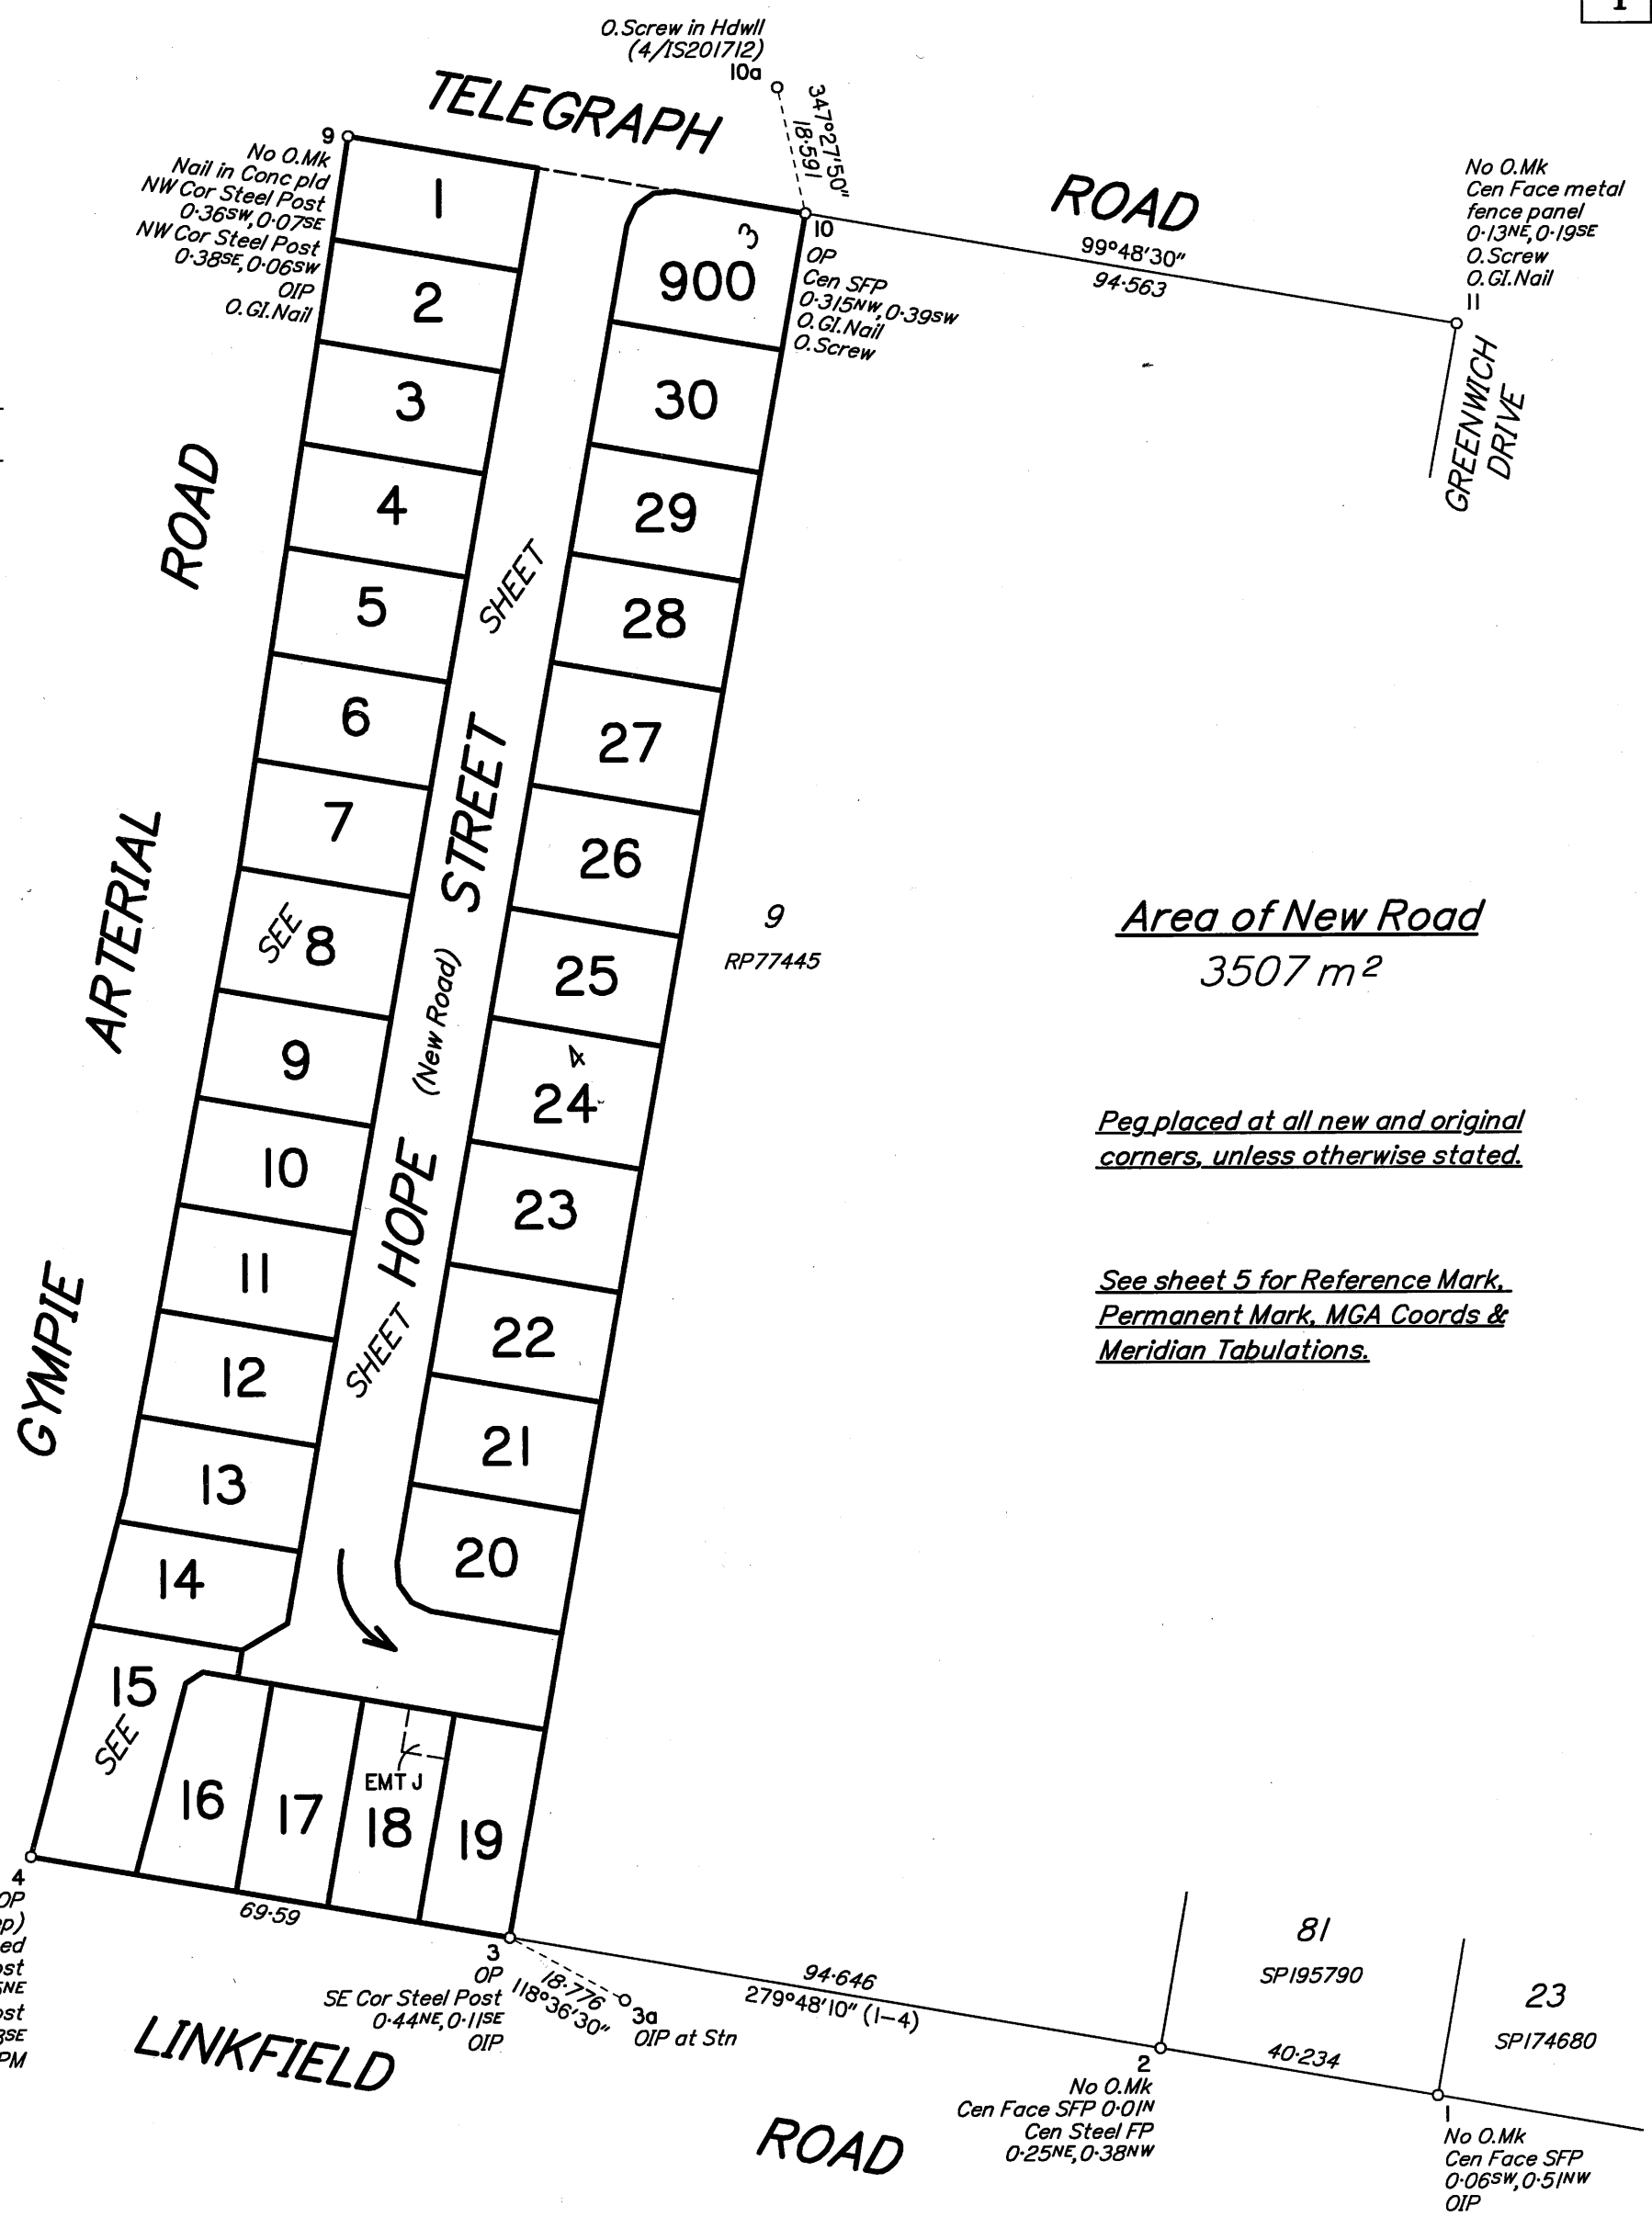 1
O.Screw in Hdwll
(4/IS201712)
10a
347°27'50"
18·591
TELEGRAPH
ROAD
9
No O.Mk
Nail in Conc pld
NW Cor Steel Post
0·36SW, 0·07SE
NW Cor Steel Post
0·38SE, 0·06SW
OIP
O.GI.Nail
10
OP
Cen SFP
0·315NW, 0·39SW
O.GI.Nail
O.Screw
99°48'30"
94·563
No O.Mk
Cen Face metal
fence panel
0·13NE, 0·19SE
O.Screw
O.GI.Nail
11
GREENWICH
DRIVE
1
2
3
4
5
6
7
SEE
8
9
10
11
12
13
14
15
SEE
16
17
EMT J
18
19
3
900
30
29
28
27
26
25
4
24
23
22
21
20
SHEET
STREET
(New Road)
HOPE
SHEET
ROAD
ARTERIAL
GYMPIE
9
RP77445
Area of New Road
3507 m²
Peg placed at all new and original
corners, unless otherwise stated.
See sheet 5 for Reference Mark,
Permanent Mark, MGA Coords &
Meridian Tabulations.
4
OP
p)
ed
ost
NE
ost
SE
PM
69·59
3
OP
SE Cor Steel Post
0·44NE, 0·11SE
OIP
18·776
118°36'30"
3a
OIP at Stn
94·646
279°48'10" (1-4)
LINKFIELD
ROAD
2
No O.Mk
Cen Face SFP 0·01N
Cen Steel FP
0·25NE, 0·38NW
81
SP195790
40·234
23
SP174680
1
No O.Mk
Cen Face SFP
0·06SW, 0·51NW
OIP